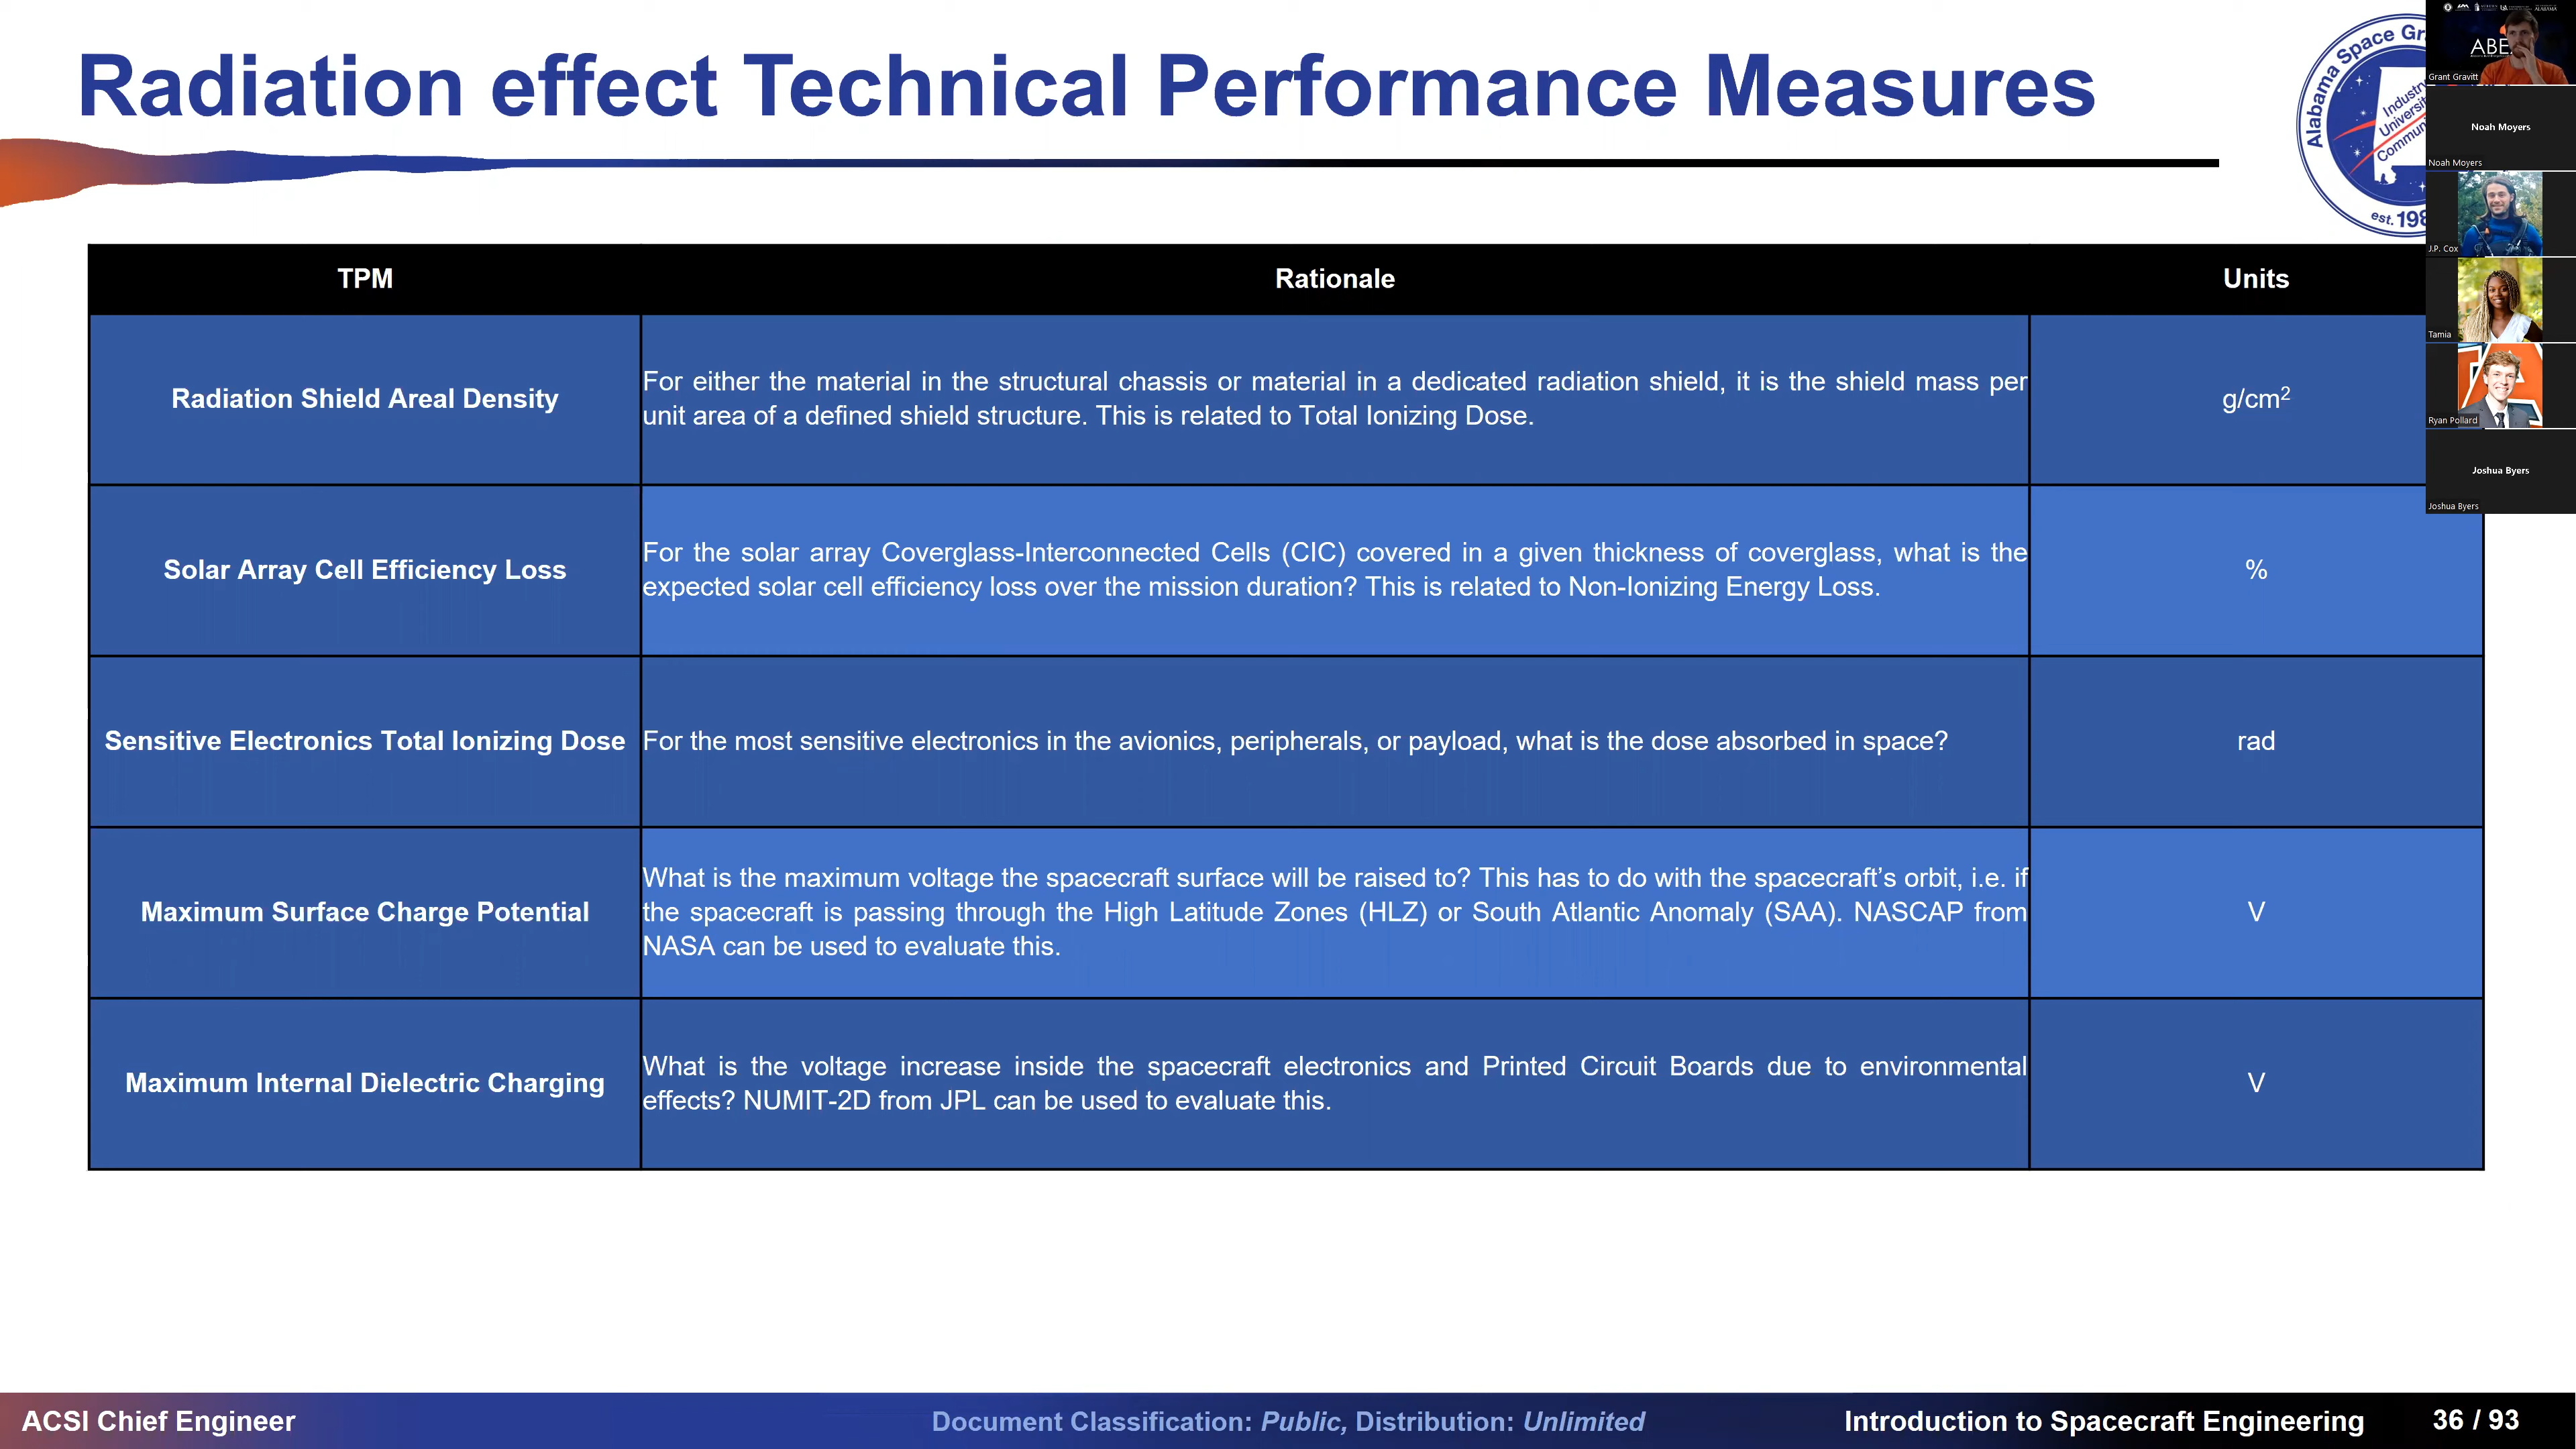 Radiation effect Technical Performance Measures
Alabama Space Gr
Industry
University
Commun
est. 198
ABE
Grant Gravitt
Noah Moyers
Noah Moyers
J.P. Cox
Tamia
Ryan Pollard
Joshua Byers
Joshua Byers
TPM
Rationale
Units
Radiation Shield Areal Density
For either the material in the structural chassis or material in a dedicated radiation shield, it is the shield mass per
unit area of a defined shield structure. This is related to Total Ionizing Dose.
g/cm²
Solar Array Cell Efficiency Loss
For the solar array Coverglass-Interconnected Cells (CIC) covered in a given thickness of coverglass, what is the
expected solar cell efficiency loss over the mission duration? This is related to Non-Ionizing Energy Loss.
%
Sensitive Electronics Total Ionizing Dose
For the most sensitive electronics in the avionics, peripherals, or payload, what is the dose absorbed in space?
rad
Maximum Surface Charge Potential
What is the maximum voltage the spacecraft surface will be raised to? This has to do with the spacecraft’s orbit, i.e. if
the spacecraft is passing through the High Latitude Zones (HLZ) or South Atlantic Anomaly (SAA). NASCAP from
NASA can be used to evaluate this.
V
Maximum Internal Dielectric Charging
What is the voltage increase inside the spacecraft electronics and Printed Circuit Boards due to environmental
effects? NUMIT-2D from JPL can be used to evaluate this.
V
ACSI Chief Engineer
Document Classification: Public, Distribution: Unlimited
Introduction to Spacecraft Engineering
36 / 93